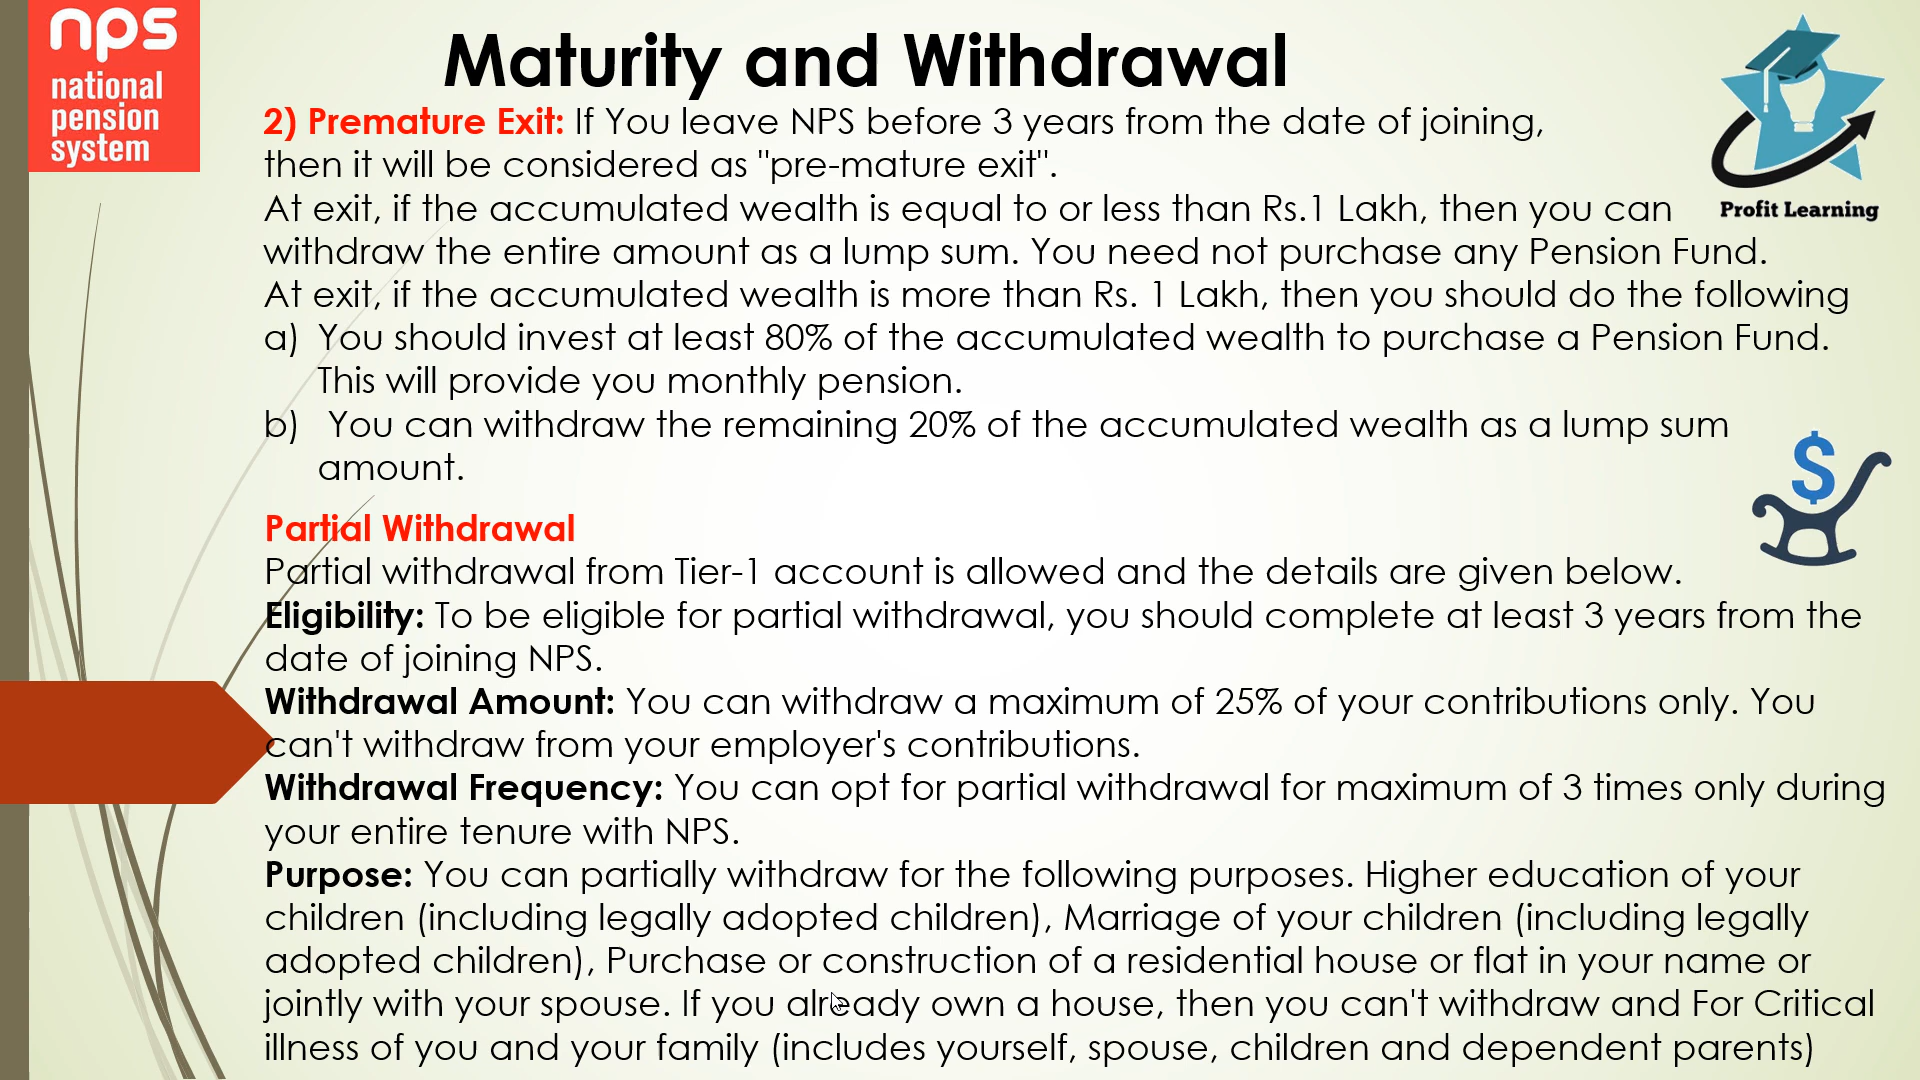 nps
national
pension
system
Maturity and Withdrawal
2) Premature Exit: If You leave NPS before 3 years from the date of joining,
then it will be considered as "pre-mature exit".
At exit, if the accumulated wealth is equal to or less than Rs.1 Lakh, then you can
withdraw the entire amount as a lump sum. You need not purchase any Pension Fund.
At exit, if the accumulated wealth is more than Rs. 1 Lakh, then you should do the following
a) You should invest at least 80% of the accumulated wealth to purchase a Pension Fund.
This will provide you monthly pension.
b) You can withdraw the remaining 20% of the accumulated wealth as a lump sum
amount.
Profit Learning
$
Partial Withdrawal
Partial withdrawal from Tier-1 account is allowed and the details are given below.
Eligibility: To be eligible for partial withdrawal, you should complete at least 3 years from the
date of joining NPS.
Withdrawal Amount: You can withdraw a maximum of 25% of your contributions only. You
can't withdraw from your employer's contributions.
Withdrawal Frequency: You can opt for partial withdrawal for maximum of 3 times only during
your entire tenure with NPS.
Purpose: You can partially withdraw for the following purposes. Higher education of your
children (including legally adopted children), Marriage of your children (including legally
adopted children), Purchase or construction of a residential house or flat in your name or
jointly with your spouse. If you already own a house, then you can't withdraw and For Critical
illness of you and your family (includes yourself, spouse, children and dependent parents)